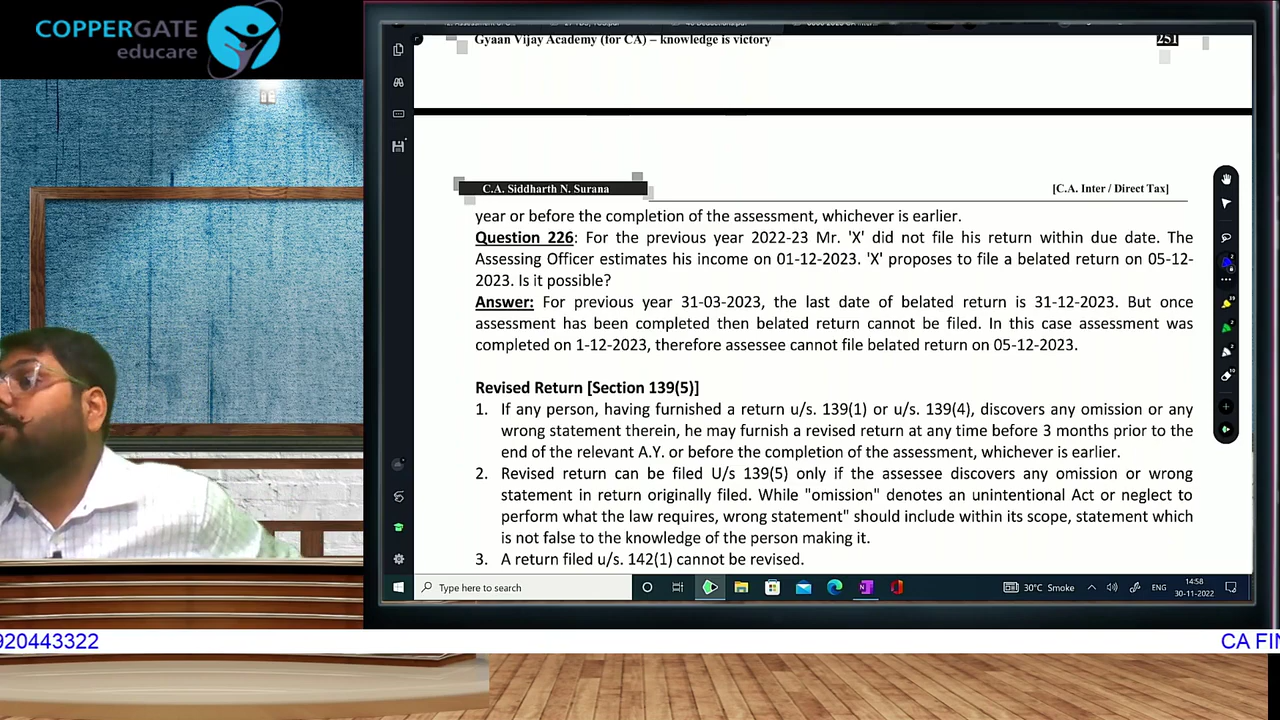 COPPERGATE
educare
Gyaan Vijay Academy (for CA) – knowledge is victory
251
C.A. Siddharth N. Surana
[C.A. Inter / Direct Tax]
year or before the completion of the assessment, whichever is earlier.
Question 226: For the previous year 2022-23 Mr. 'X' did not file his return within due date. The
Assessing Officer estimates his income on 01-12-2023. 'X' proposes to file a belated return on 05-12-
2023. Is it possible?
Answer: For previous year 31-03-2023, the last date of belated return is 31-12-2023. But once
assessment has been completed then belated return cannot be filed. In this case assessment was
completed on 1-12-2023, therefore assessee cannot file belated return on 05-12-2023.
Revised Return [Section 139(5)]
1. If any person, having furnished a return u/s. 139(1) or u/s. 139(4), discovers any omission or any
wrong statement therein, he may furnish a revised return at any time before 3 months prior to the
end of the relevant A.Y. or before the completion of the assessment, whichever is earlier.
2. Revised return can be filed U/s 139(5) only if the assessee discovers any omission or wrong
statement in return originally filed. While "omission" denotes an unintentional Act or neglect to
perform what the law requires, wrong statement" should include within its scope, statement which
is not false to the knowledge of the person making it.
3. A return filed u/s. 142(1) cannot be revised.
Type here to search
30°C Smoke
ENG
14:58
30-11-2022
920443322
CA FIN